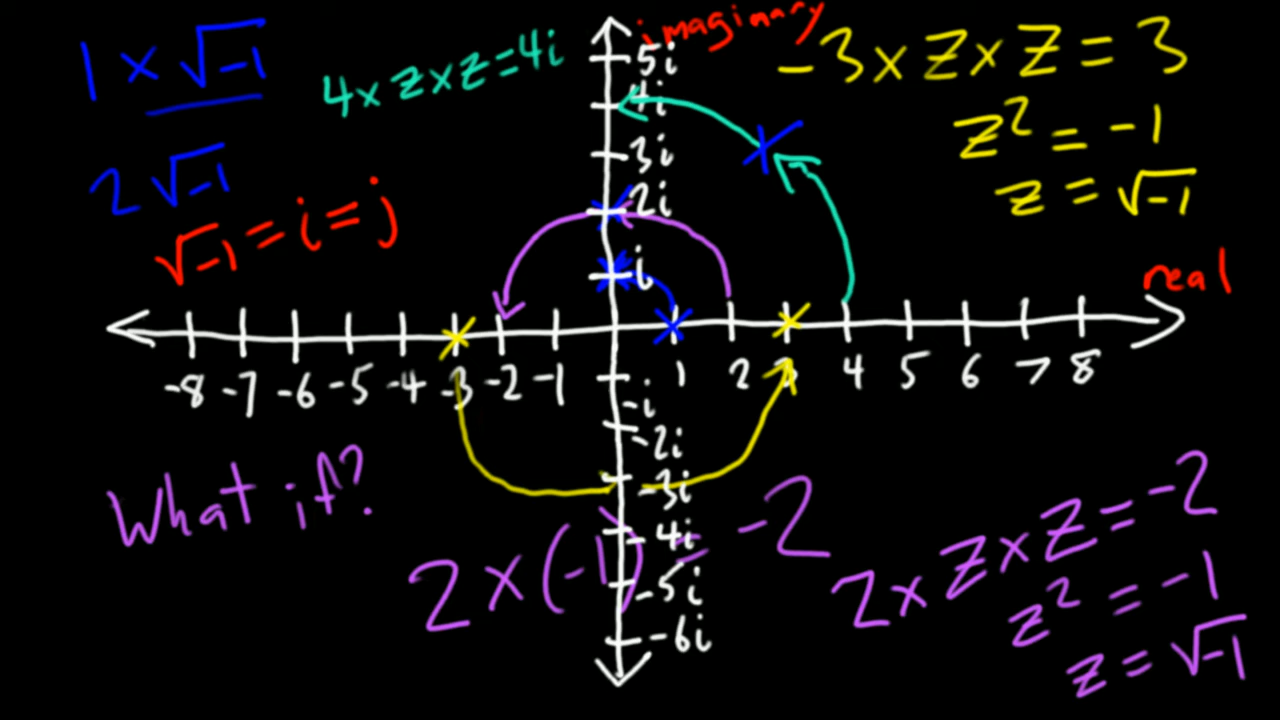 1 × √-1
2√-1
√-1 = i = j
4 × z × z = 4i
imaginary
5i
4i
3i
2i
i
-3 × z × z = 3
z² = -1
z = √-1
real
-8 -7 -6 -5 -4 -3 -2 -1 1 2 3 4 5 6 7 8
-i
-2i
-3i
-4i
-5i
-6i
What if?
2 × (-1) = -2
2 × z × z = -2
z² = -1
z = √-1